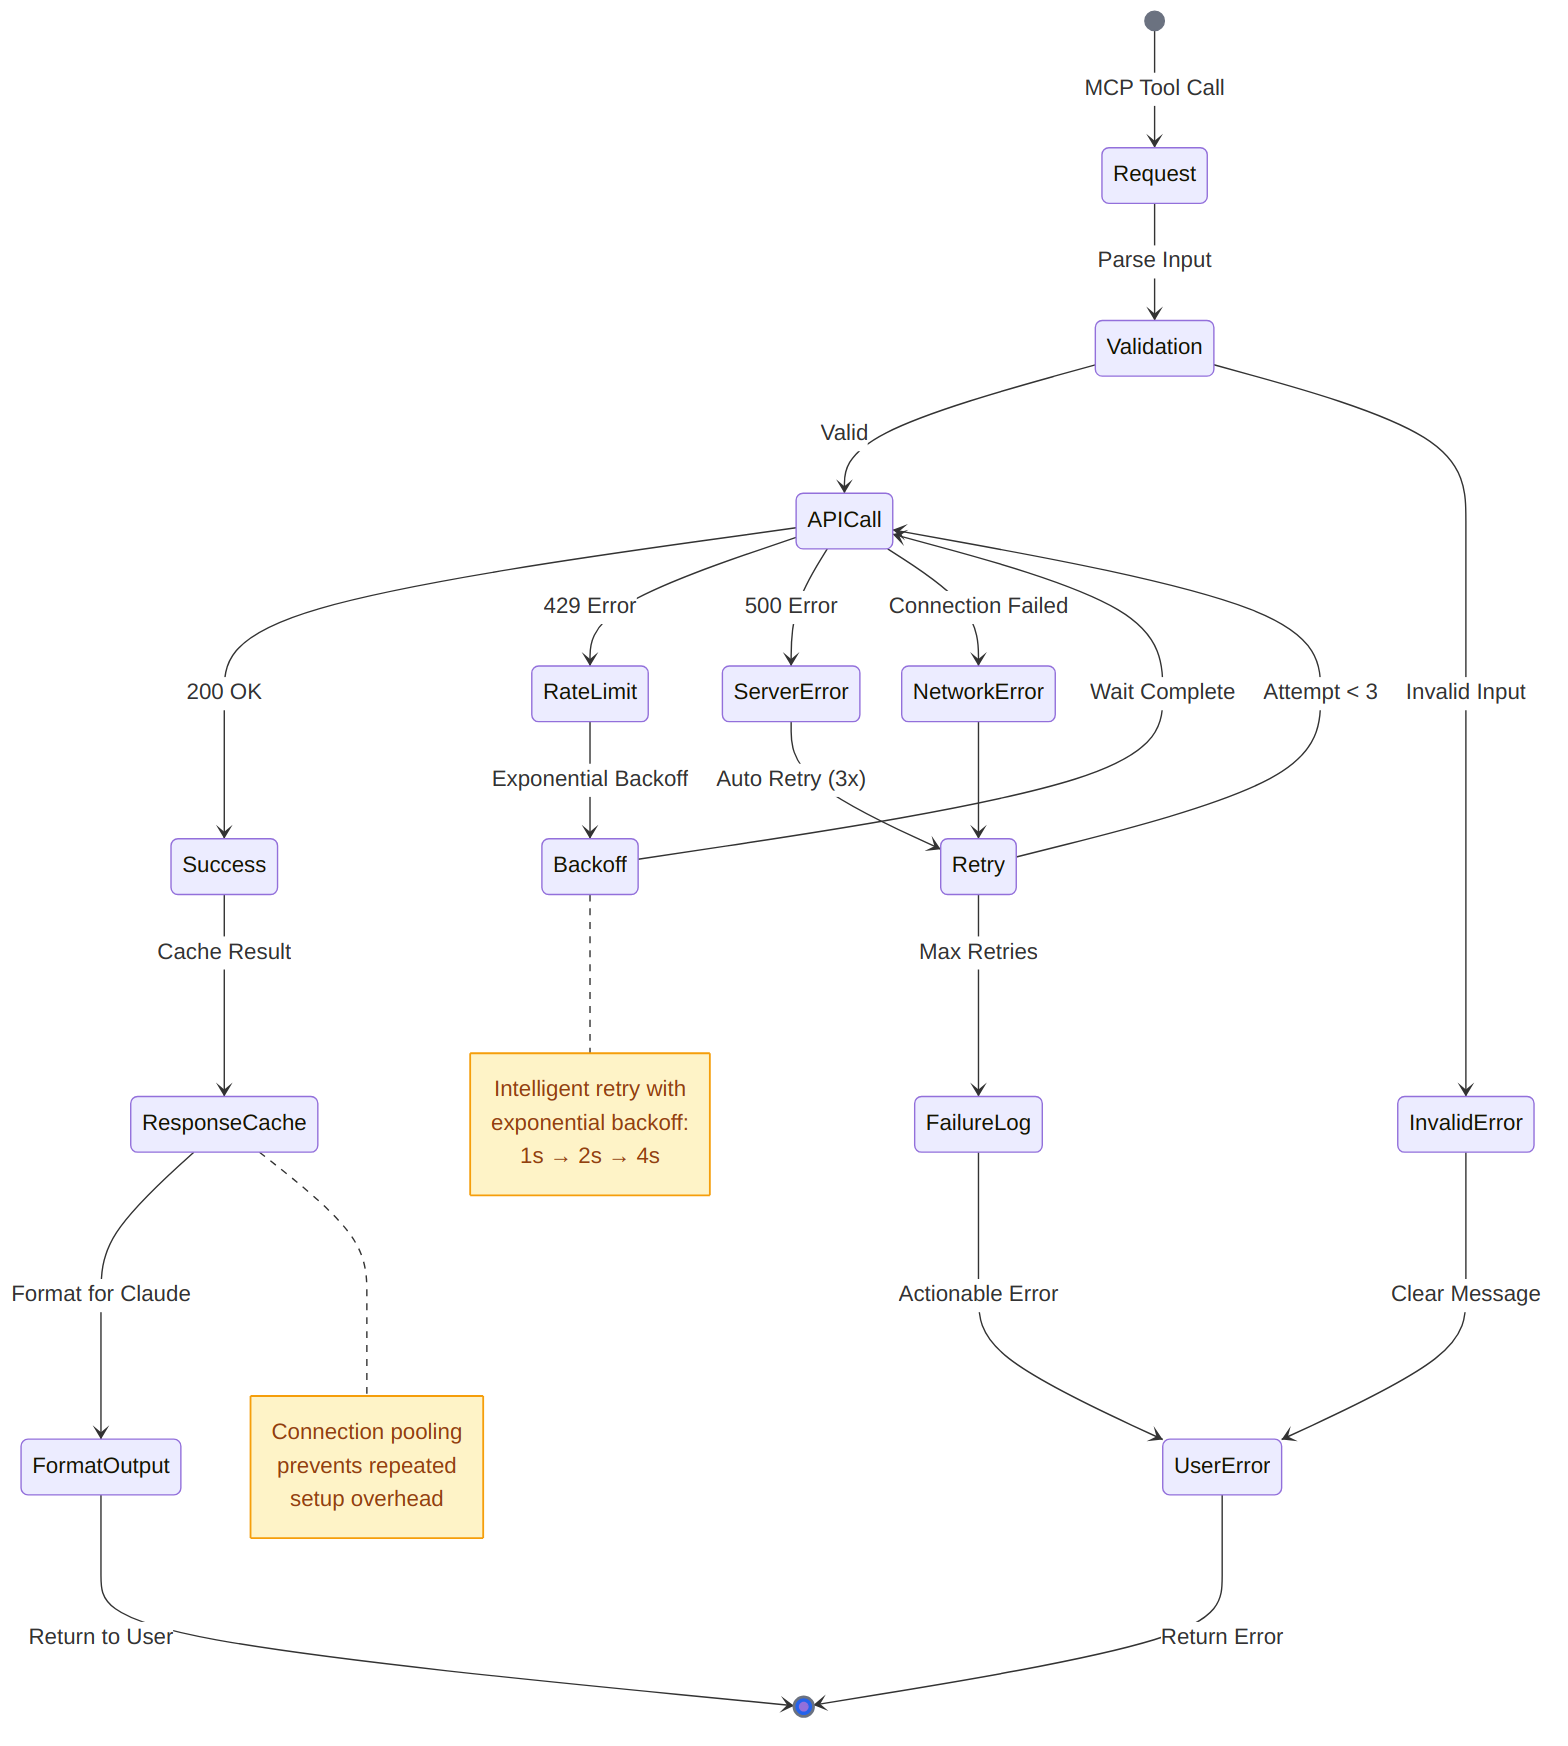 MCP Tool Call
Request
Parse Input
Validation
Valid
APICall
429 Error
500 Error
Connection Failed
200 OK
RateLimit
ServerError
NetworkError
Wait Complete
Attempt < 3
Invalid Input
Exponential Backoff
Auto Retry (3x)
Success
Backoff
Retry
Cache Result
Max Retries
ResponseCache
Intelligent retry with
exponential backoff:
1s → 2s → 4s
FailureLog
InvalidError
Format for Claude
Actionable Error
Clear Message
FormatOutput
Connection pooling
prevents repeated
setup overhead
UserError
Return to User
Return Error